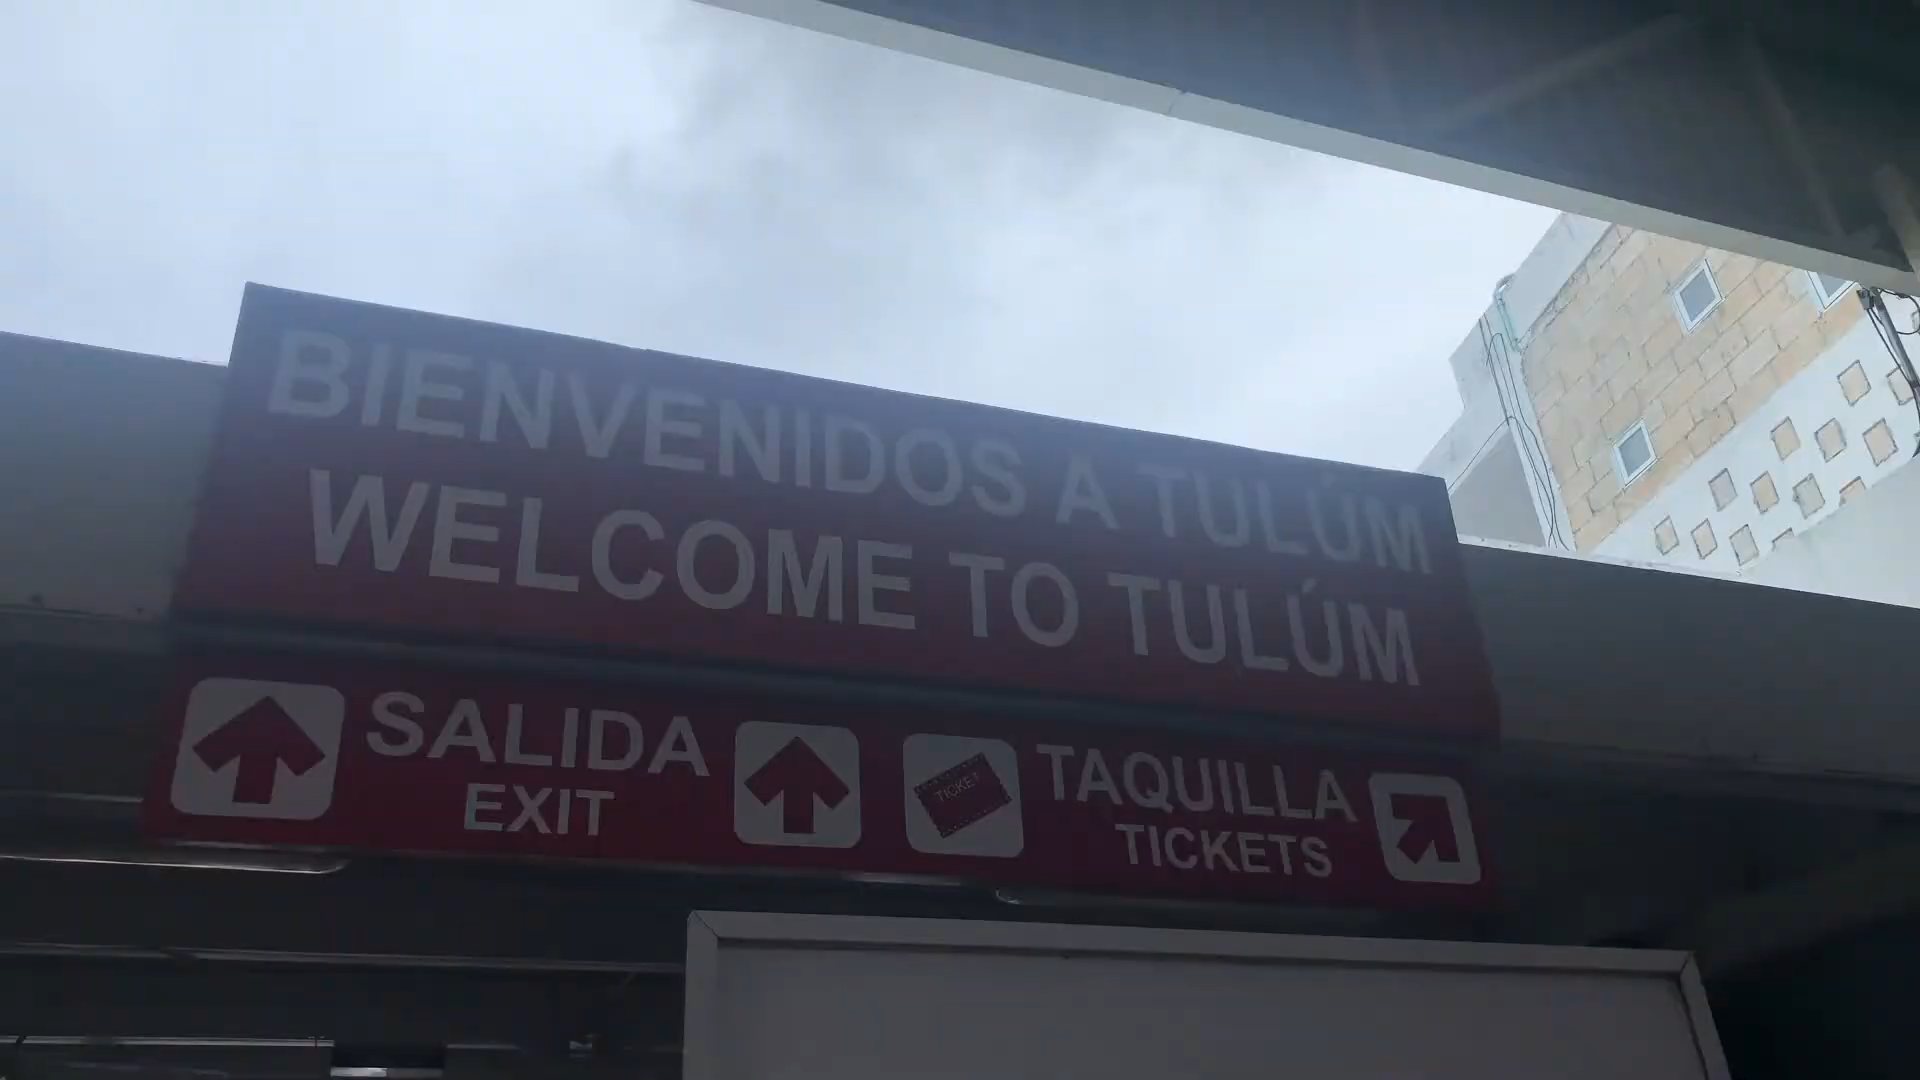 BIENVENIDOS A TULÚM
WELCOME TO TULÚM
SALIDA
EXIT
TICKET
TAQUILLA
TICKETS